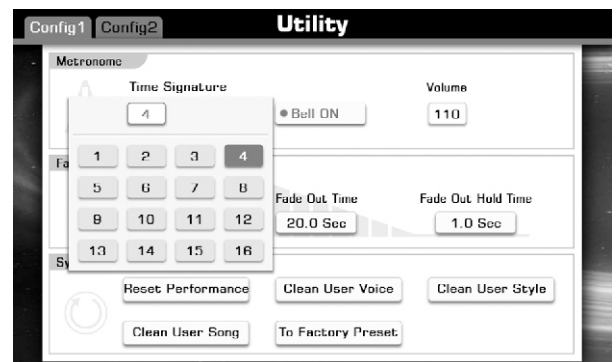 Config1 Config2 Utility
Metronome
Time Signature
Volume
4
Bell ON
110
1 2 3 4
Fa
5 6 7 8
Fade Out Time
Fade Out Hold Time
9 10 11 12
20.0 Sec
1.0 Sec
13 14 15 16
Sy
Reset Performance
Clean User Voice
Clean User Style
Clean User Song
To Factory Preset